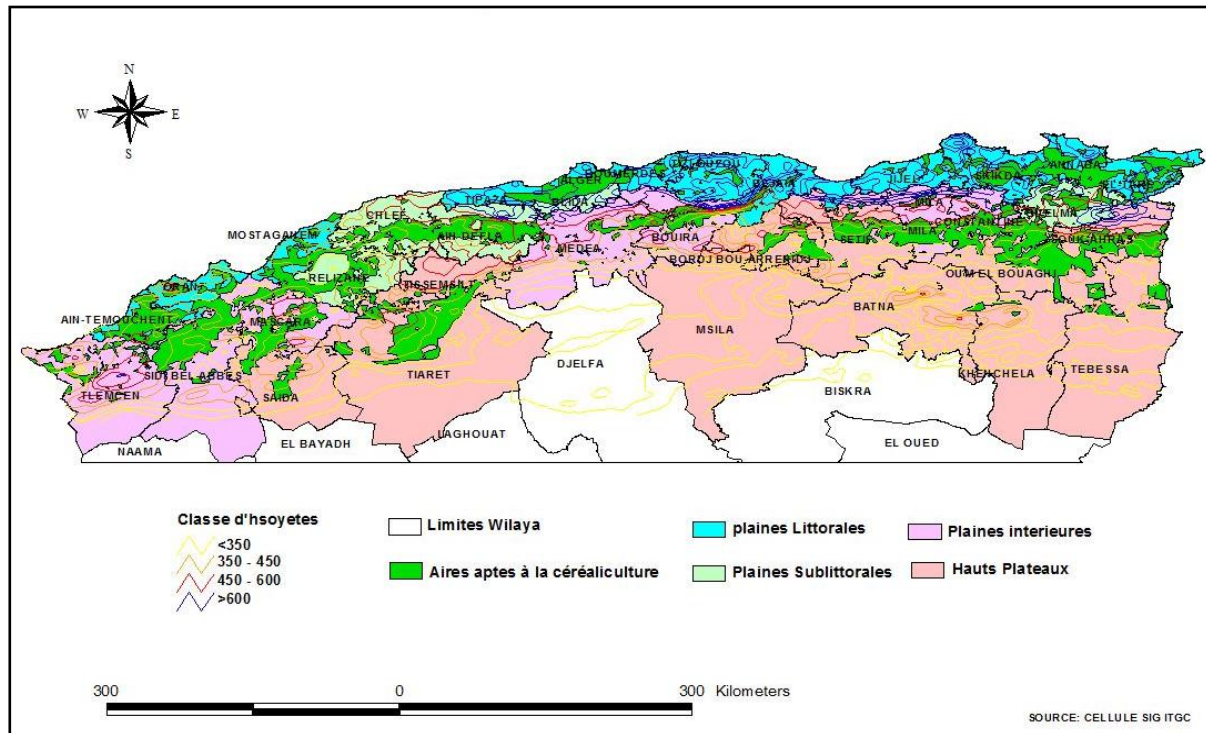 N
W E
S
TIZOUZOU
BOUMERDES
ALGER
BEJAIA
JIJEL
SKIKDA
ANNABA
EL-TARF
TIPAZA
BLIDA
CHLEF
AIN-DEFLA
MEDEA
BOUIRA
MILA
CONSTANTINE
GUELMA
MOSTAGANEM
SETIF
MILA
SOUK-AHRAS
BORDJ BOU-ARRERIDJ
RELIZANE
TISSEMSILT
OUM EL BOUAGHI
ORAN
AIN-TEMOUCHENT
MASCARA
BATNA
MSILA
DJELFA
TIARET
SIDI BEL ABBES
KHENCHELA
TEBESSA
BISKRA
TLEMCEN
SAIDA
LAGHOUAT
EL BAYADH
NAAMA
EL OUED
Classe d'hsoyetes
<350
350 - 450
450 - 600
>600
Limites Wilaya
Aires aptes à la céréaliculture
plaines Littorales
Plaines Sublittorales
Plaines interieures
Hauts Plateaux
300 0 300 Kilometers
SOURCE: CELLULE SIG ITGC